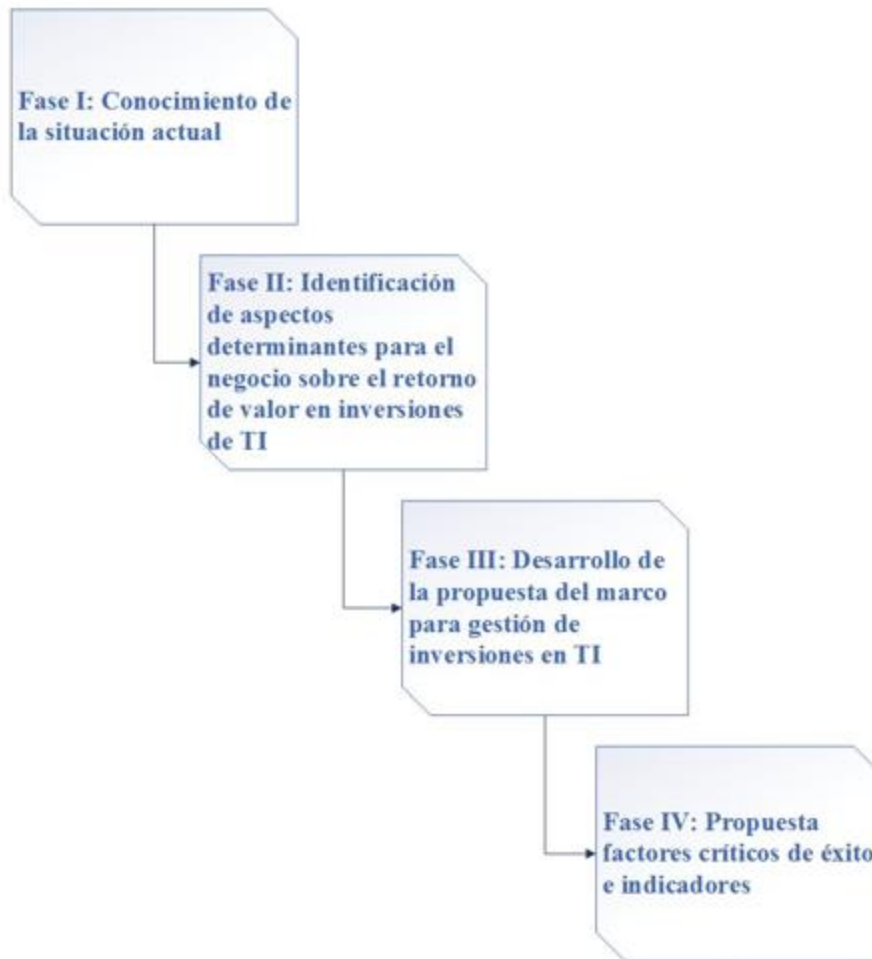 Fase I: Conocimiento de
la situación actual
Fase II: Identificación
de aspectos
determinantes para el
negocio sobre el retorno
de valor en inversiones
de TI
Fase III: Desarrollo de
la propuesta del marco
para gestión de
inversiones en TI
Fase IV: Propuesta
factores críticos de éxito
e indicadores